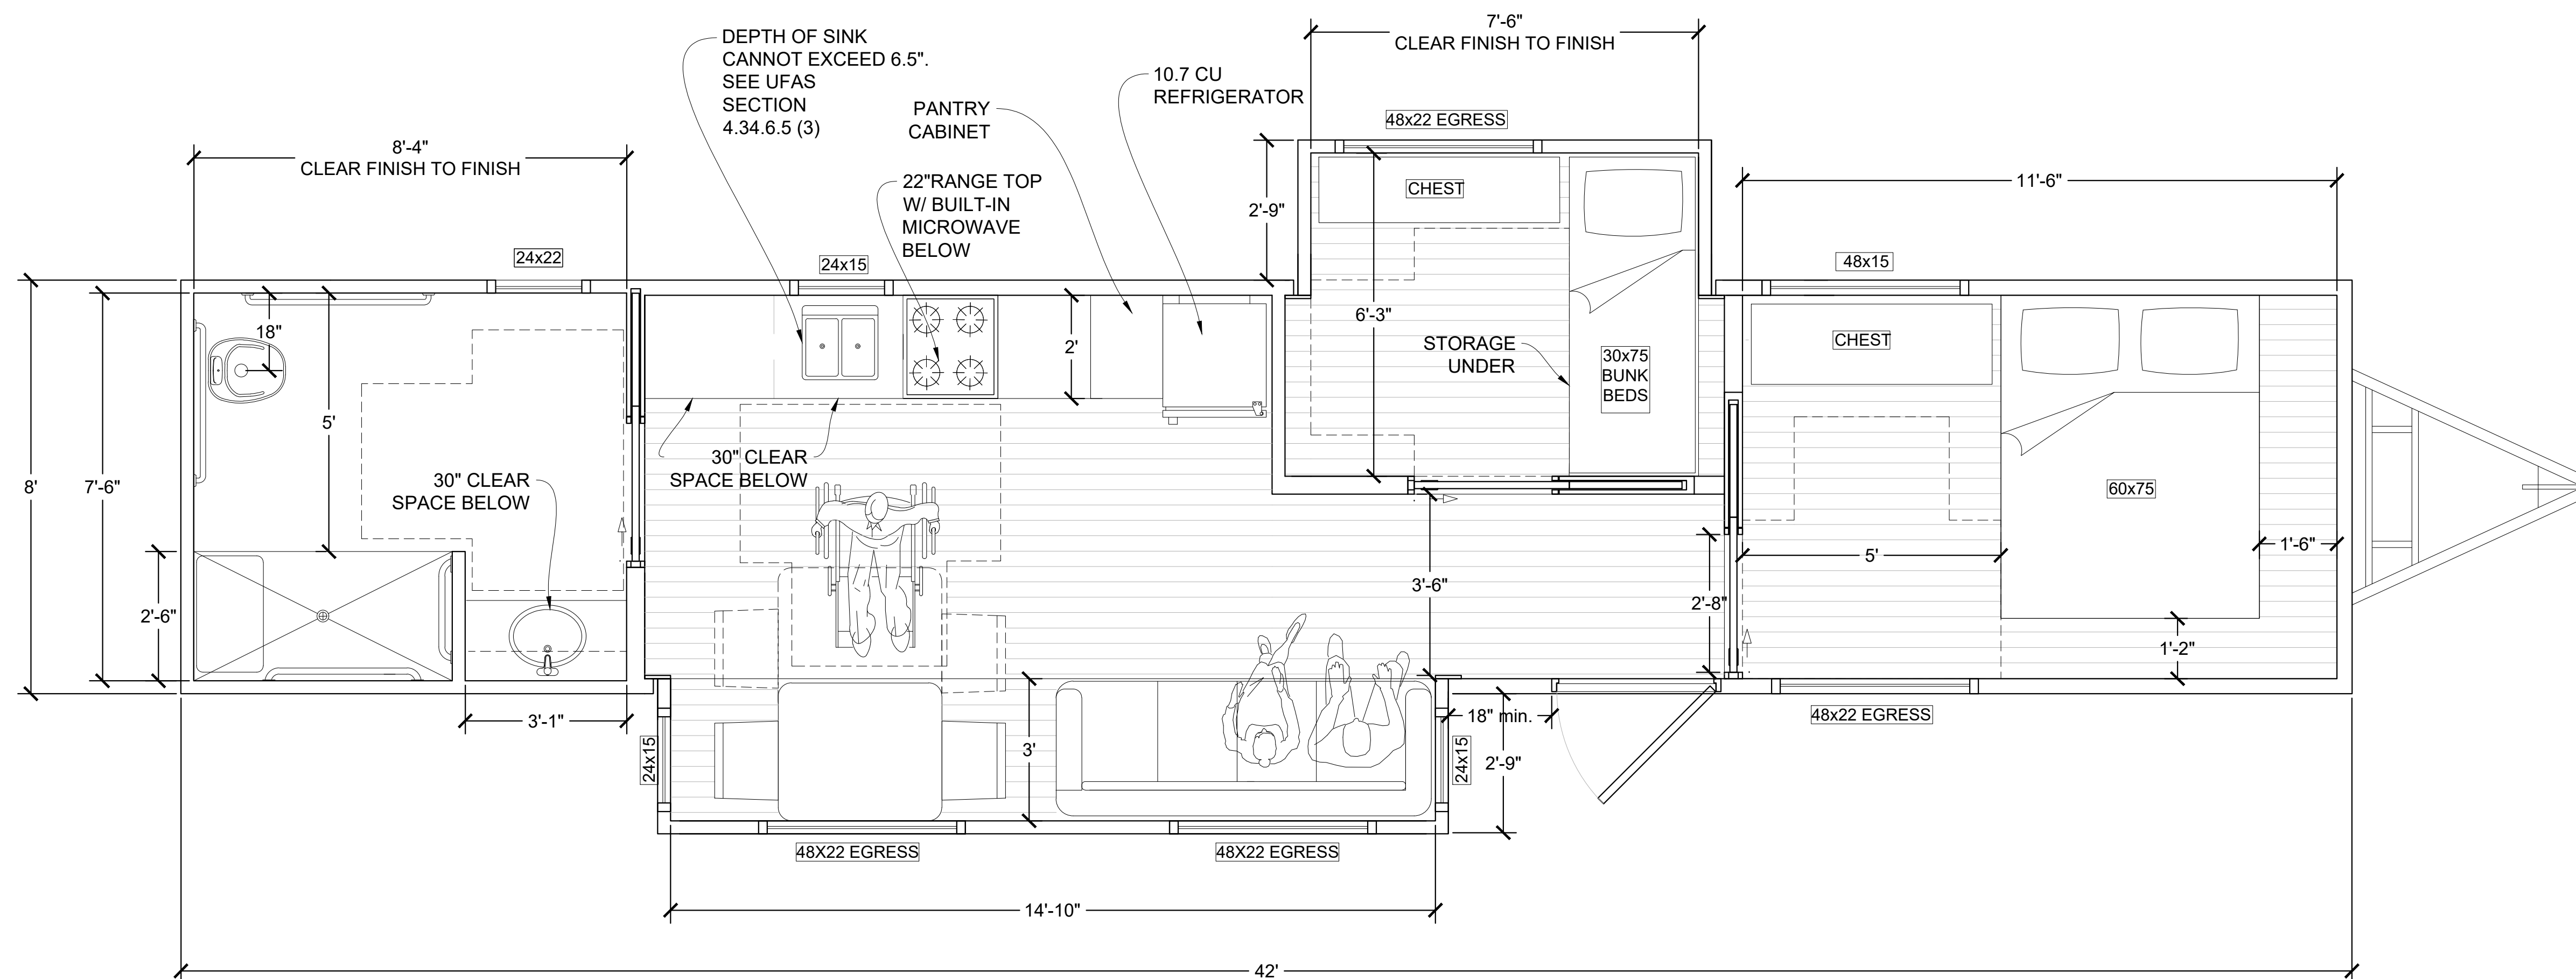 7'-6"
CLEAR FINISH TO FINISH
DEPTH OF SINK
CANNOT EXCEED 6.5".
SEE UFAS
SECTION
4.34.6.5 (3)
PANTRY
CABINET
10.7 CU
REFRIGERATOR
48x22 EGRESS
8'-4"
CLEAR FINISH TO FINISH
22"RANGE TOP
W/ BUILT-IN
MICROWAVE
BELOW
2'-9"
CHEST
11'-6"
24x22
24x15
48x15
18"
2'
6'-3"
STORAGE
UNDER
30x75
BUNK
BEDS
CHEST
5'
30" CLEAR
SPACE BELOW
30" CLEAR
SPACE BELOW
8'
7'-6"
60x75
5'
1'-6"
3'-6"
2'-8"
2'-6"
1'-2"
3'-1"
24x15
3'
18" min.
24x15
2'-9"
48x22 EGRESS
48X22 EGRESS
48X22 EGRESS
14'-10"
42'